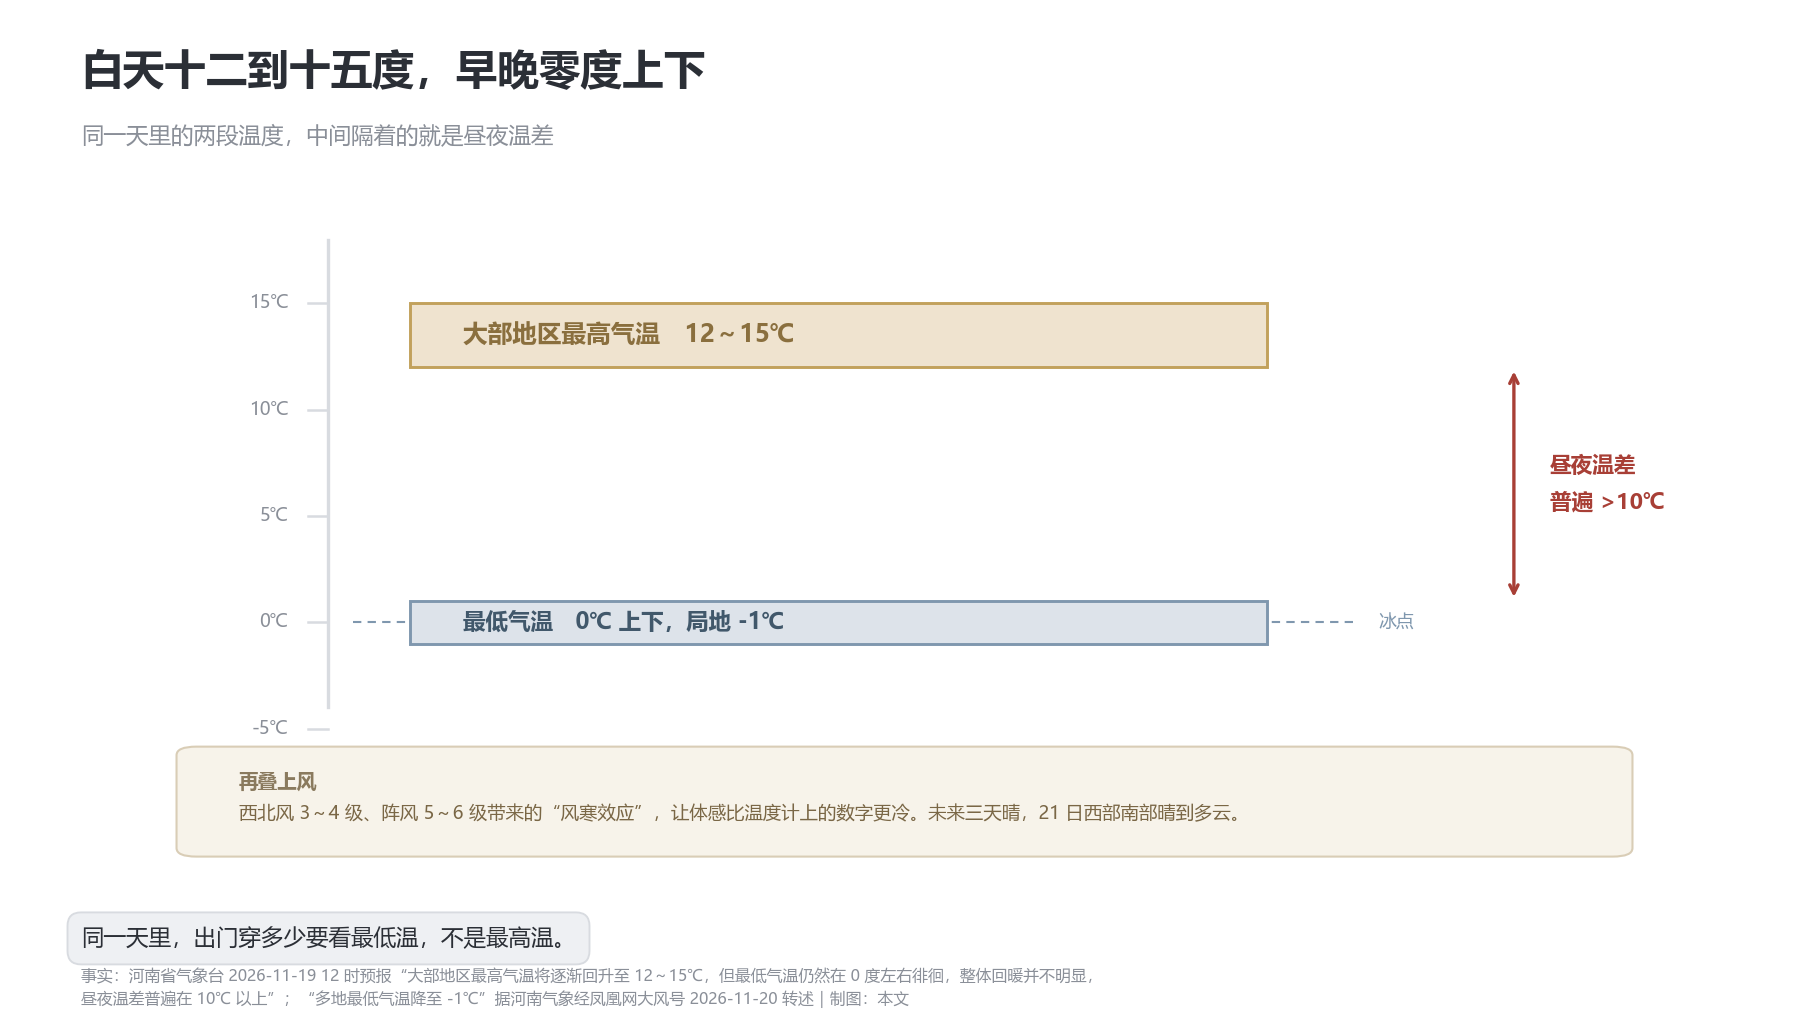 白天十二到十五度，早晚零度上下
同一天里的两段温度，中间隔着的就是昼夜温差
15℃
大部地区最高气温 12～15℃
10℃
昼夜温差
普遍 >10℃
5℃
0℃
最低气温 0℃ 上下，局地 -1℃
冰点
-5℃
再叠上风
西北风 3～4 级、阵风 5～6 级带来的“风寒效应”，让体感比温度计上的数字更冷。未来三天晴，21 日西部南部晴到多云。
同一天里，出门穿多少要看最低温，不是最高温。
事实：河南省气象台 2026-11-19 12 时预报“大部地区最高气温将逐渐回升至 12～15℃，但最低气温仍然在 0 度左右徘徊，整体回暖并不明显，
昼夜温差普遍在 10℃ 以上”；“多地最低气温降至 -1℃”据河南气象经凤凰网大风号 2026-11-20 转述 | 制图：本文